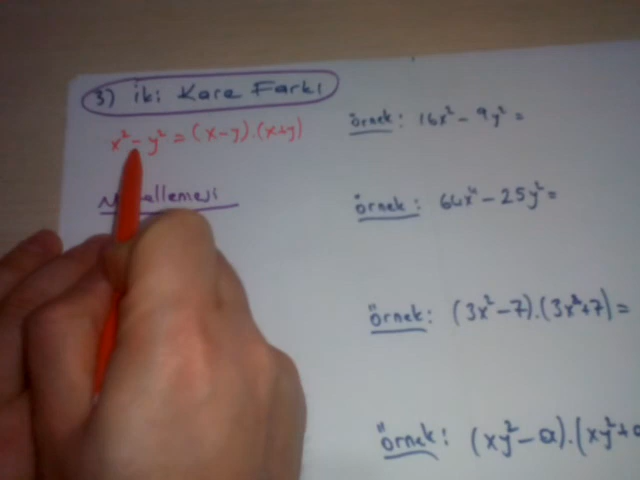 3) İki Kare Farkı
x² - y² = (x-y).(x+y)
örnek: 16x² - 9y² =
örnek: 64x⁴ - 25y² =
örnek: (3x²-7).(3x²+7) =
örnek: (xy²-a).(xy²+